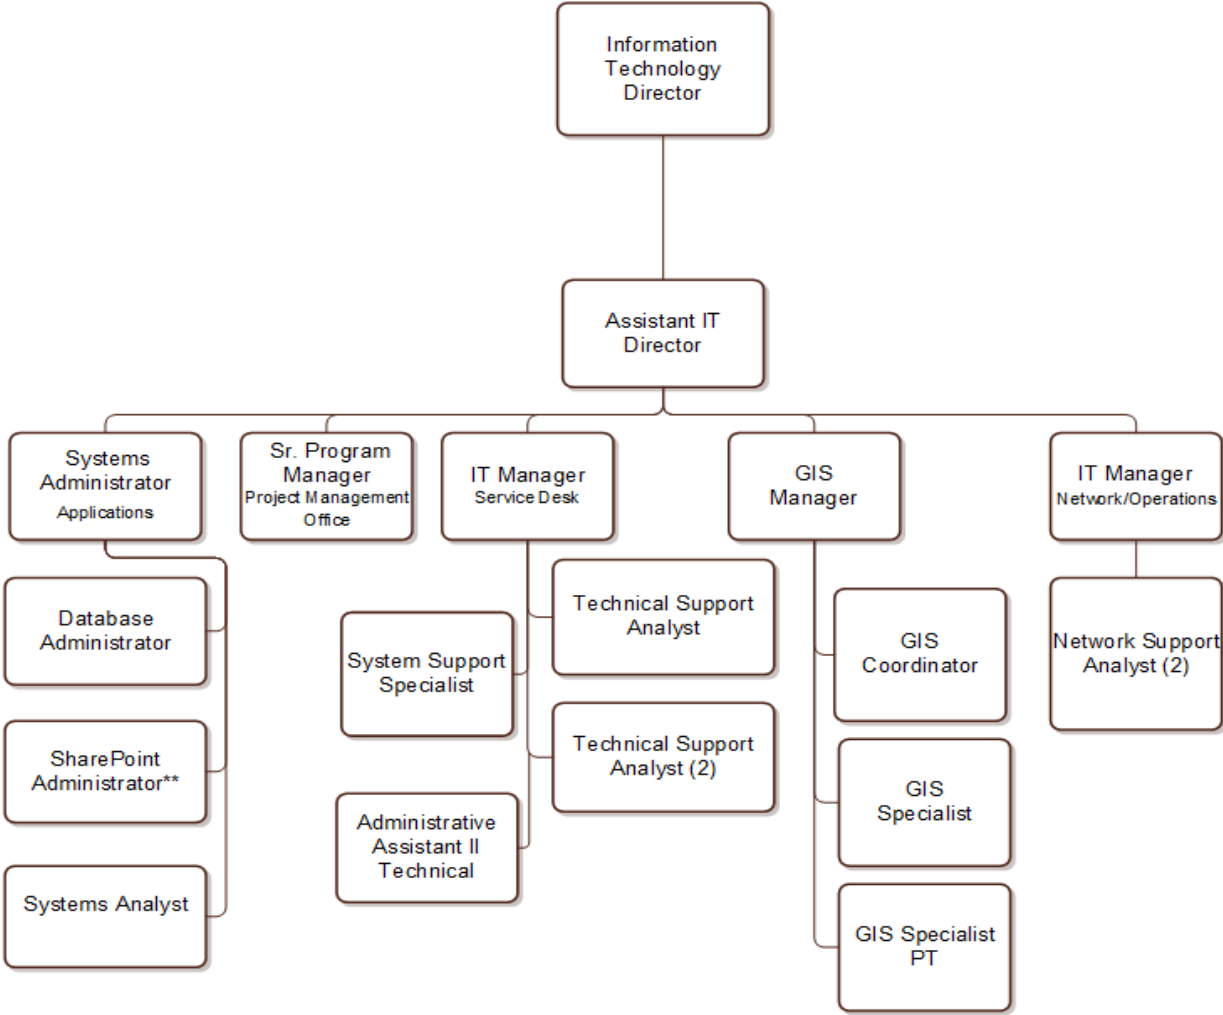 Information
Technology
Director
Assistant IT
Director
Systems
Administrator
Applications
Sr. Program
Manager
Project Management
Office
IT Manager
Service Desk
GIS
Manager
IT Manager
Network/Operations
Database
Administrator
SharePoint
Administrator**
Systems Analyst
System Support
Specialist
Administrative
Assistant II
Technical
Technical Support
Analyst
Technical Support
Analyst (2)
GIS
Coordinator
GIS
Specialist
GIS Specialist
PT
Network Support
Analyst (2)